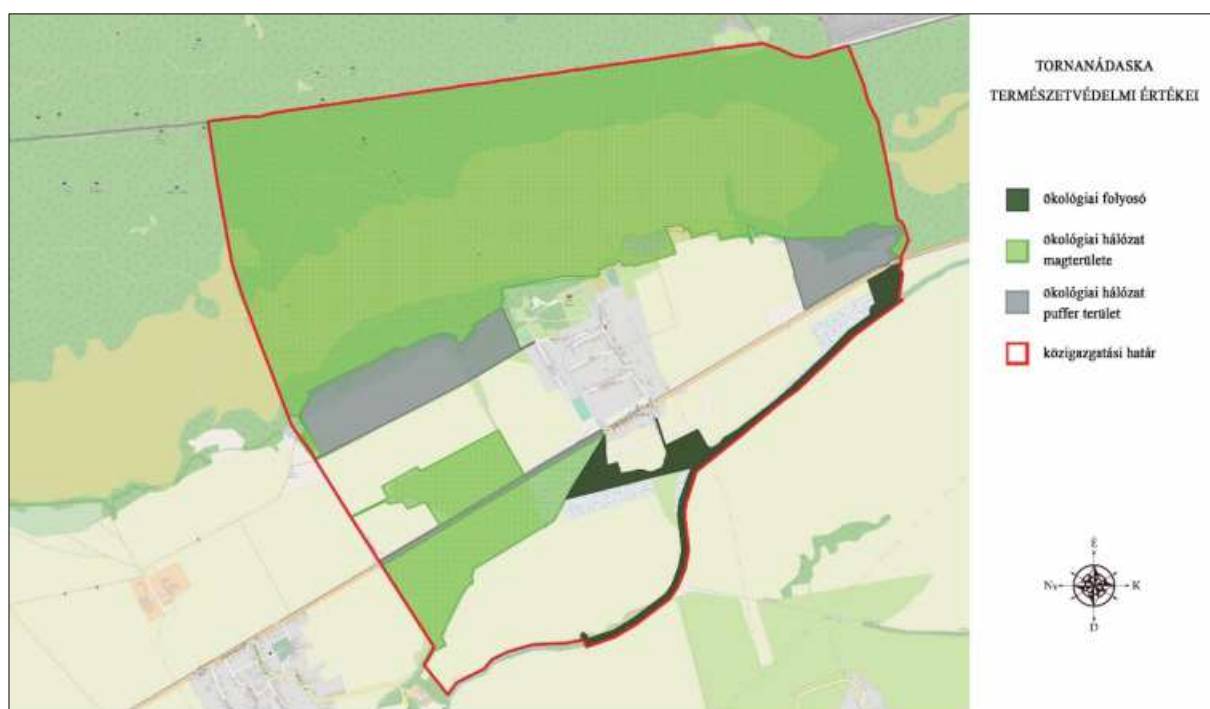 TORNANÁDASKA
TERMÉSZETVÉDELMI ÉRTÉKEI
ökológiai folyosó
ökológiai hálózat
magterülete
ökológiai hálózat
puffer terület
közigazgatási határ
É
Ny
K
D